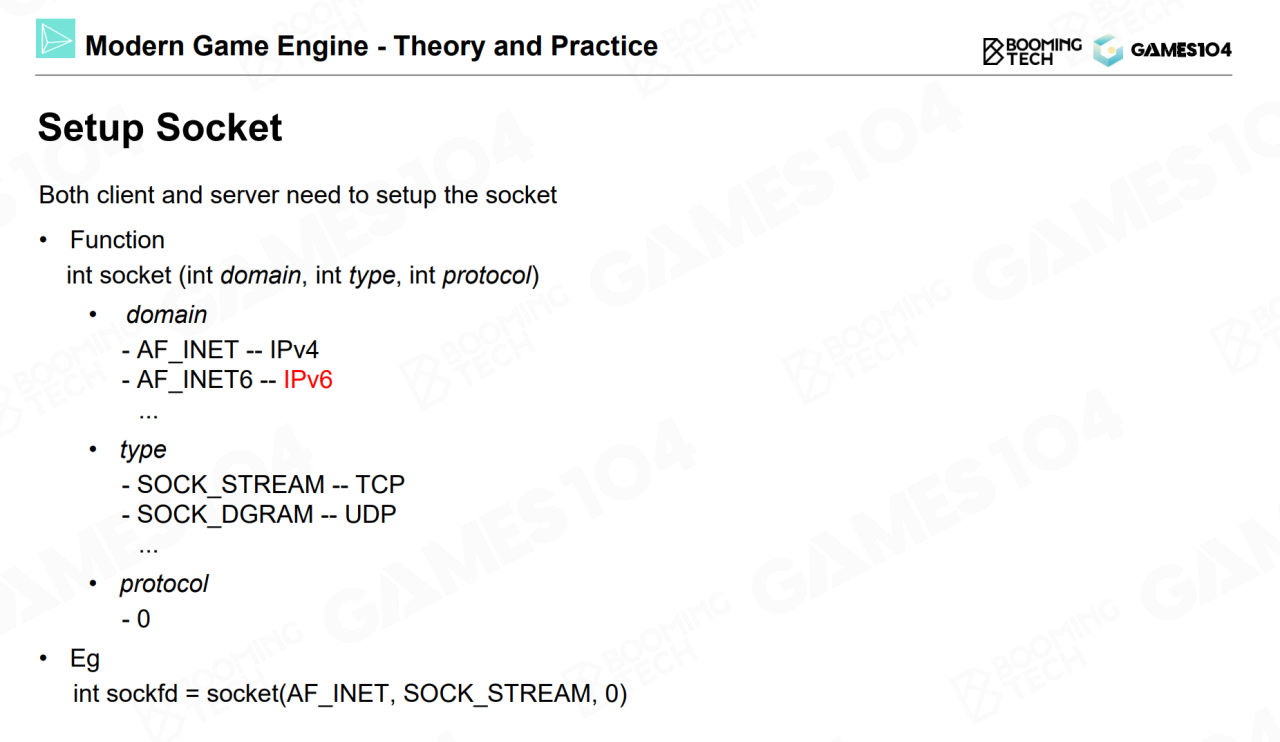 Modern Game Engine - Theory and Practice
BOOMING TECH
GAMES104
Setup Socket
Both client and server need to setup the socket
• Function
int socket (int domain, int type, int protocol)
• domain
- AF_INET -- IPv4
- AF_INET6 -- IPv6
...
• type
- SOCK_STREAM -- TCP
- SOCK_DGRAM -- UDP
...
• protocol
- 0
• Eg
int sockfd = socket(AF_INET, SOCK_STREAM, 0)